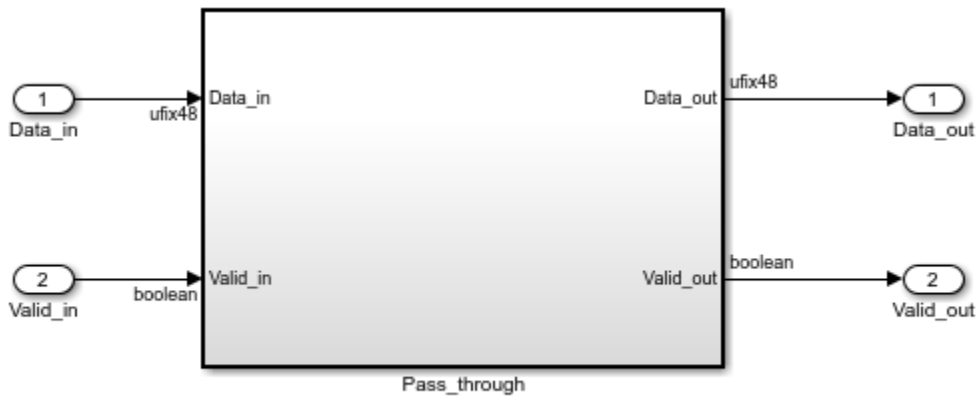 1
Data_in
ufix48
Data_in
Data_out
ufix48
1
Data_out
2
Valid_in
boolean
Valid_in
Valid_out
boolean
2
Valid_out
Pass_through